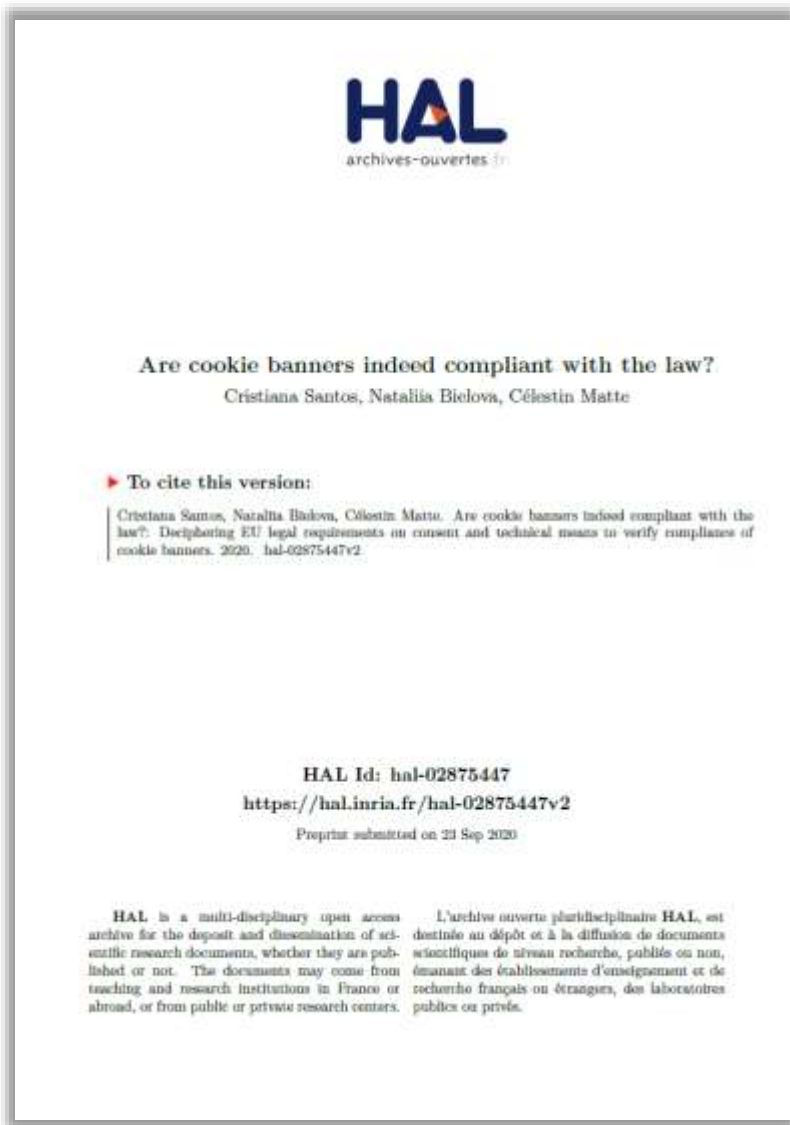 HAL
archives-ouvertes.fr
Are cookie banners indeed compliant with the law?
Cristiana Santos, Nataliia Bielova, Célestin Matte
▶ To cite this version:
Cristiana Santos, Nataliia Bielova, Célestin Matte. Are cookie banners indeed compliant with the
law?: Deciphering EU legal requirements on consent and technical means to verify compliance of
cookie banners. 2020. hal-02875447v2
HAL Id: hal-02875447
https://hal.inria.fr/hal-02875447v2
Preprint submitted on 23 Sep 2020
HAL is a multi-disciplinary open access
archive for the deposit and dissemination of sci-
entific research documents, whether they are pub-
lished or not. The documents may come from
teaching and research institutions in France or
abroad, or from public or private research centers.
L'archive ouverte pluridisciplinaire HAL, est
destinée au dépôt et à la diffusion de documents
scientifiques de niveau recherche, publiés ou non,
émanant des établissements d'enseignement et de
recherche français ou étrangers, des laboratoires
publics ou privés.